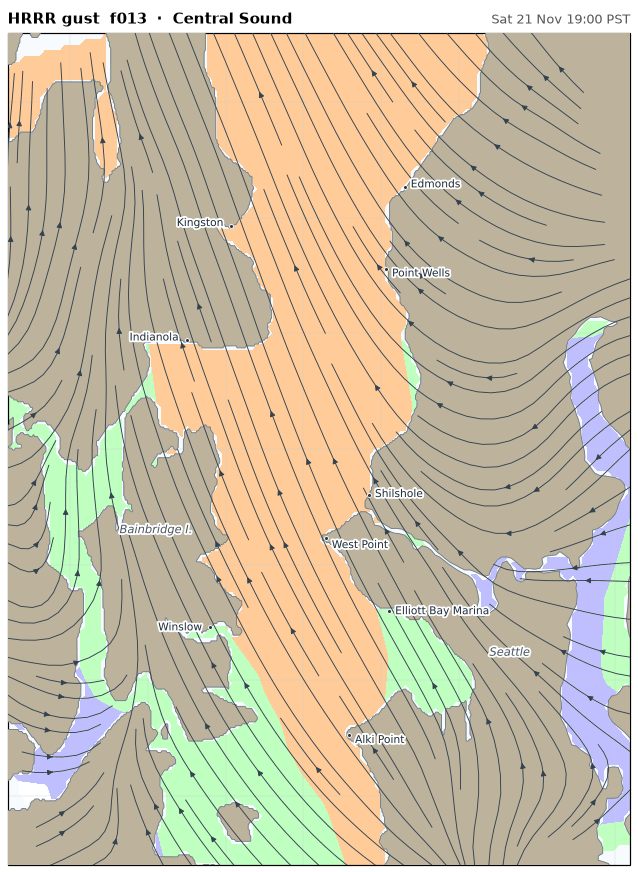 HRRR gust f013 · Central Sound
Sat 21 Nov 19:00 PST
Edmonds
Kingston
Point Wells
Indianola
Shilshole
Bainbridge I.
West Point
Elliott Bay Marina
Winslow
Seattle
Alki Point